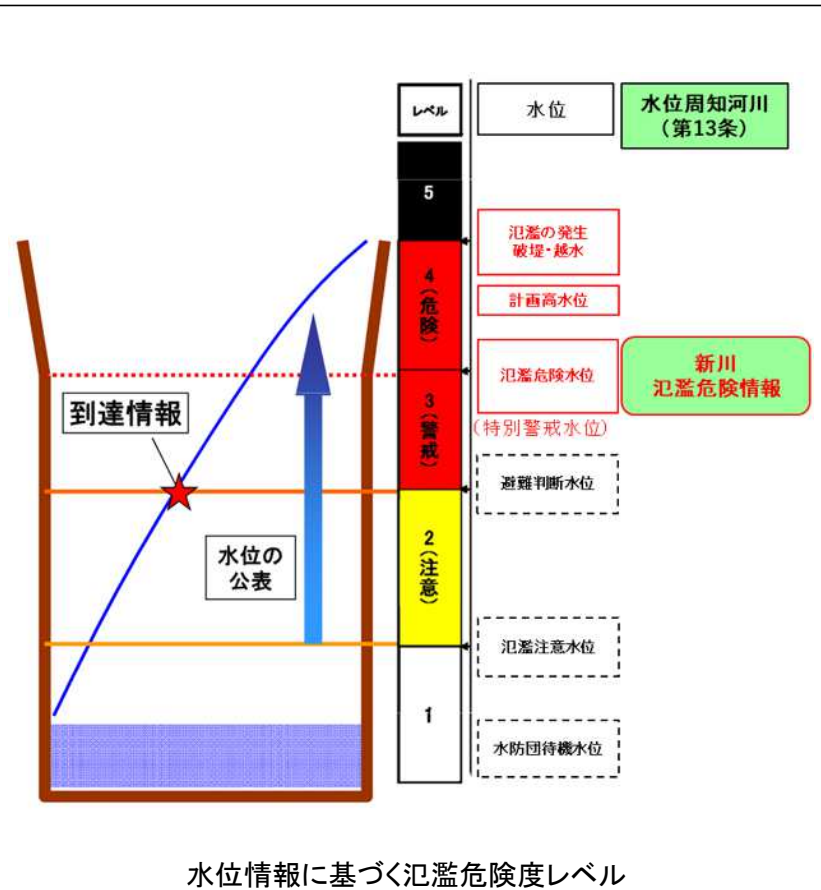 レベル
水位
水位周知河川
（第13条）
5
氾濫の発生
破堤・越水
4（危険）
計画高水位
氾濫危険水位
新川
氾濫危険情報
（特別警戒水位）
3（警戒）
到達情報
避難判断水位
2（注意）
水位の
公表
氾濫注意水位
1
水防団待機水位
水位情報に基づく氾濫危険度レベル